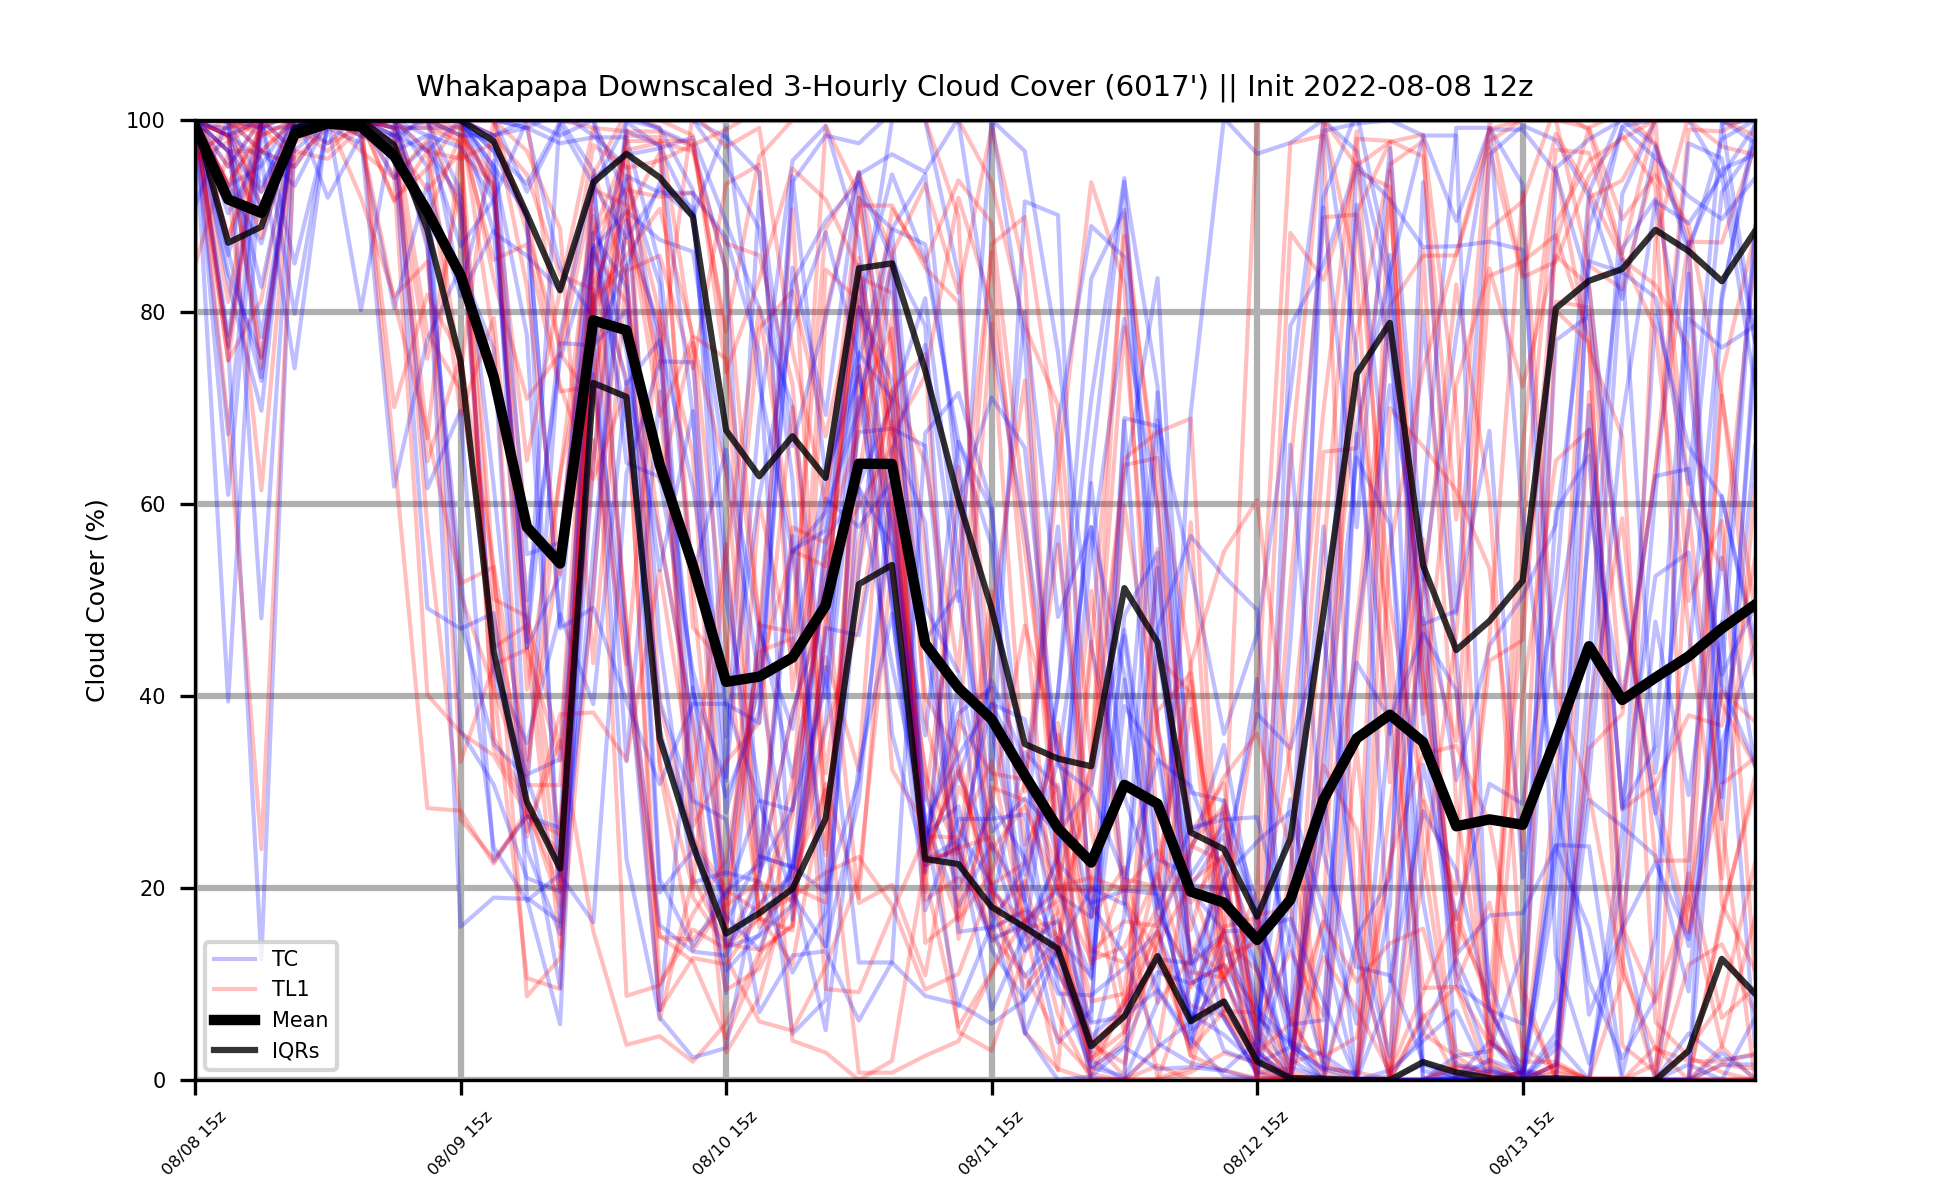 Whakapapa Downscaled 3-Hourly Cloud Cover (6017') || Init 2022-08-08 12z
100
80
60
40
20
0
Cloud Cover (%)
TC
TL1
Mean
IQRs
08/08 15z
08/09 15z
08/10 15z
08/11 15z
08/12 15z
08/13 15z